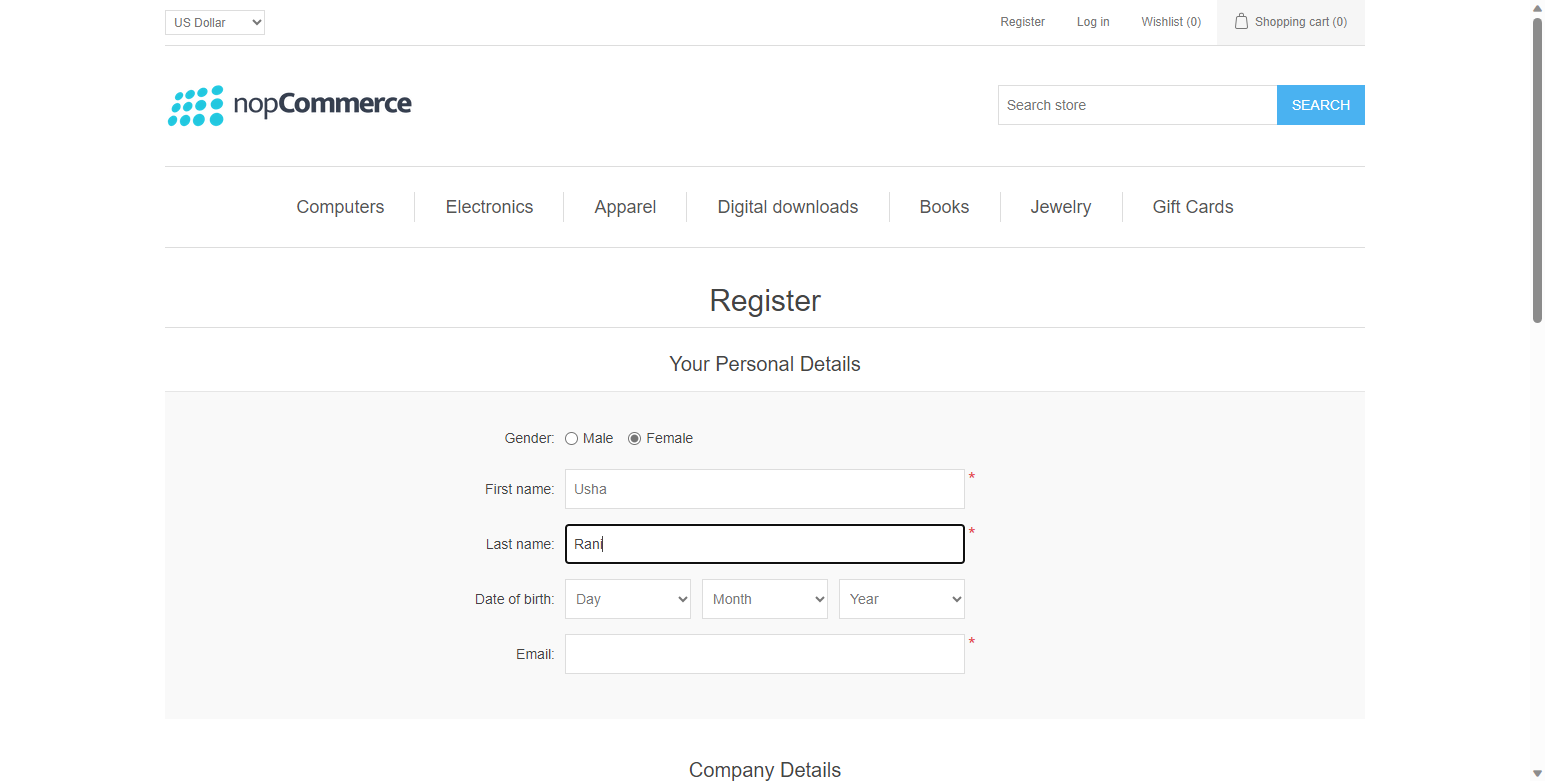 US Dollar Register Log in Wishlist (0) Shopping cart (0)
nopCommerce Search store SEARCH
Computers Electronics Apparel Digital downloads Books Jewelry Gift Cards
Register
Your Personal Details
Gender: Male Female
First name: Usha *
Last name: Rani *
Date of birth: Day Month Year
Email: *
Company Details